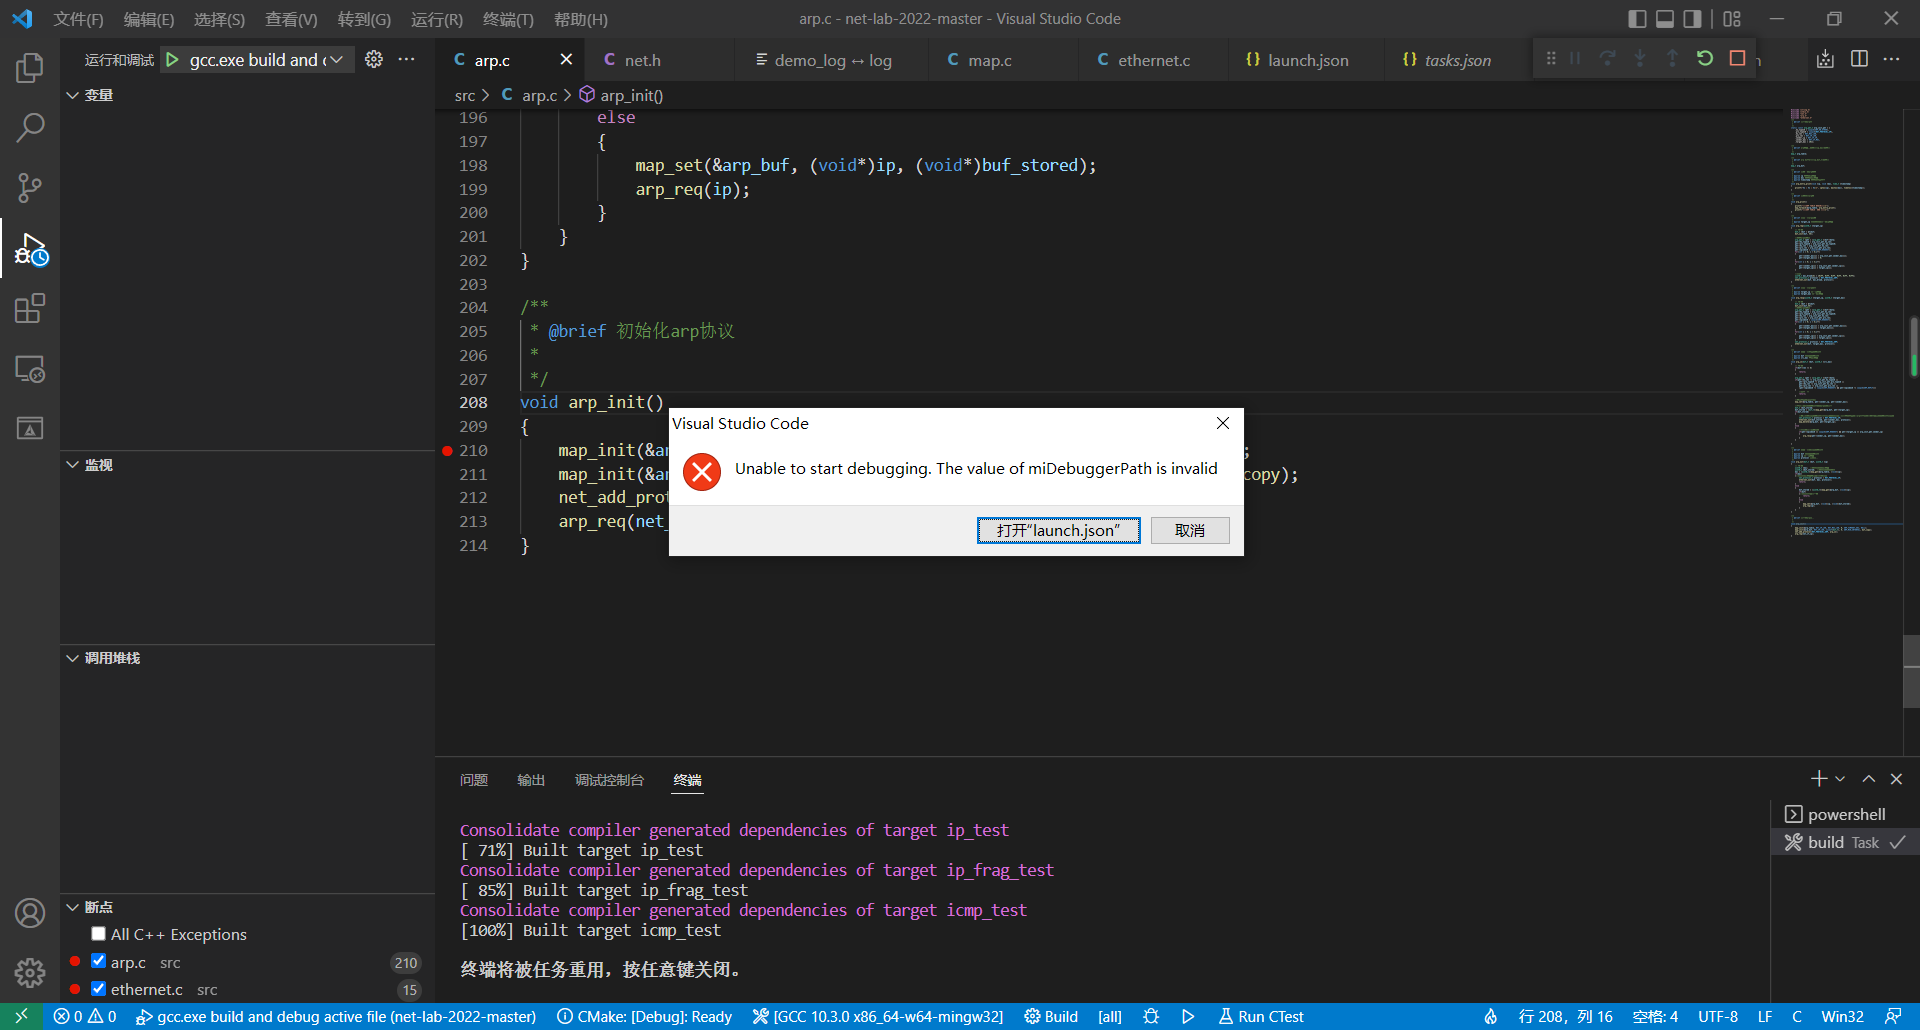 文件(F) 编辑(E) 选择(S) 查看(V) 转到(G) 运行(R) 终端(T) 帮助(H)
arp.c - net-lab-2022-master - Visual Studio Code
运行和调试 gcc.exe build and
arp.c
net.h
demo_log ↔ log
map.c
ethernet.c
launch.json
tasks.json
src > C arp.c > arp_init()
变量
监视
调用堆栈
断点
All C++ Exceptions
arp.c src 210
ethernet.c src 15
196 else
197 {
198 map_set(&arp_buf, (void*)ip, (void*)buf_stored);
199 arp_req(ip);
200 }
201 }
202 }
203
204 /**
205 * @brief 初始化arp协议
206 *
207 */
208 void arp_init()
209 {
210 map_init(&ar ;
211 map_init(&ar copy);
212 net_add_prot
213 arp_req(net_
214 }
Visual Studio Code
Unable to start debugging. The value of miDebuggerPath is invalid
打开“launch.json”
取消
问题 输出 调试控制台 终端
Consolidate compiler generated dependencies of target ip_test
[ 71%] Built target ip_test
Consolidate compiler generated dependencies of target ip_frag_test
[ 85%] Built target ip_frag_test
Consolidate compiler generated dependencies of target icmp_test
[100%] Built target icmp_test
终端将被任务重用，按任意键关闭。
powershell
build Task
0 0 gcc.exe build and debug active file (net-lab-2022-master) CMake: [Debug]: Ready [GCC 10.3.0 x86_64-w64-mingw32] Build [all] Run CTest 行 208，列 16 空格: 4 UTF-8 LF C Win32